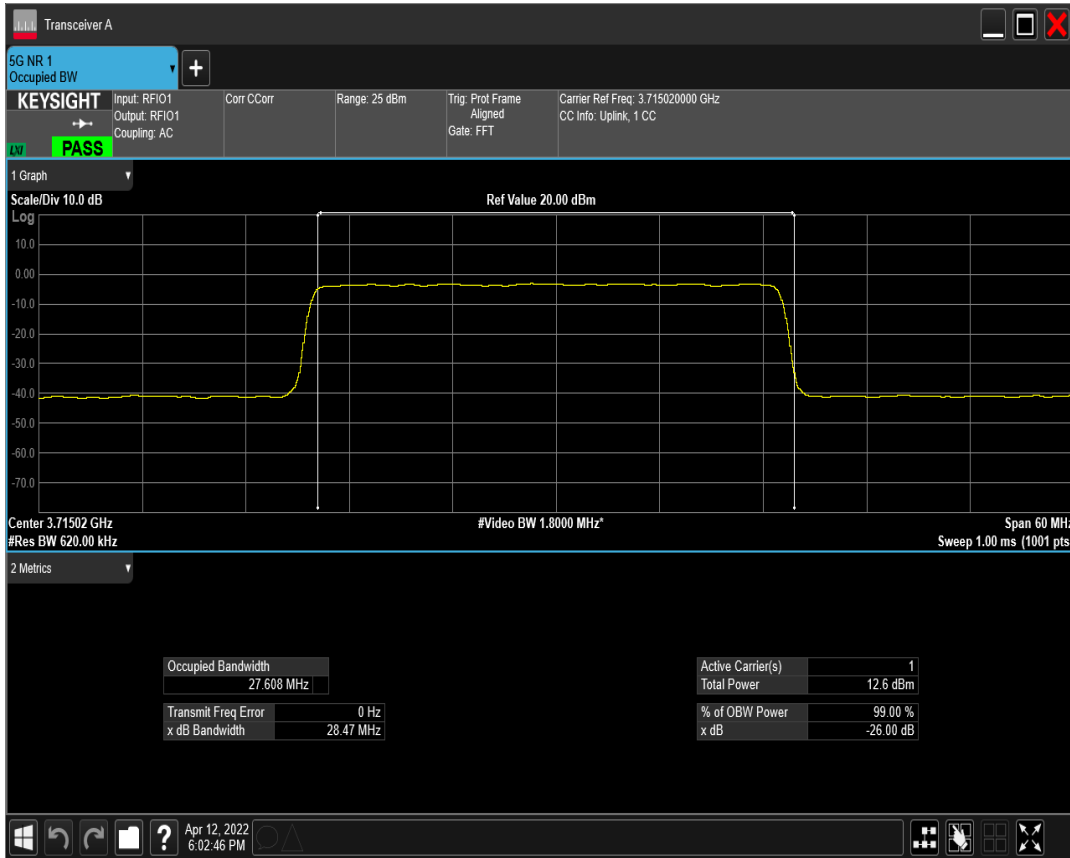 Transceiver A
5G NR 1
Occupied BW
+
KEYSIGHT
LXI
PASS
Input: RFIO1
Output: RFIO1
Coupling: AC
Corr CCorr
Range: 25 dBm
Trig: Prot Frame
Aligned
Gate: FFT
Carrier Ref Freq: 3.715020000 GHz
CC Info: Uplink, 1 CC
1 Graph
Scale/Div 10.0 dB
Ref Value 20.00 dBm
Log
10.0
0.00
-10.0
-20.0
-30.0
-40.0
-50.0
-60.0
-70.0
Center 3.71502 GHz
#Video BW 1.8000 MHz*
Span 60 MHz
#Res BW 620.00 kHz
Sweep 1.00 ms (1001 pts
2 Metrics
Occupied Bandwidth
27.608 MHz
Transmit Freq Error 0 Hz
x dB Bandwidth 28.47 MHz
Active Carrier(s) 1
Total Power 12.6 dBm
% of OBW Power 99.00 %
x dB -26.00 dB
?
Apr 12, 2022
6:02:46 PM